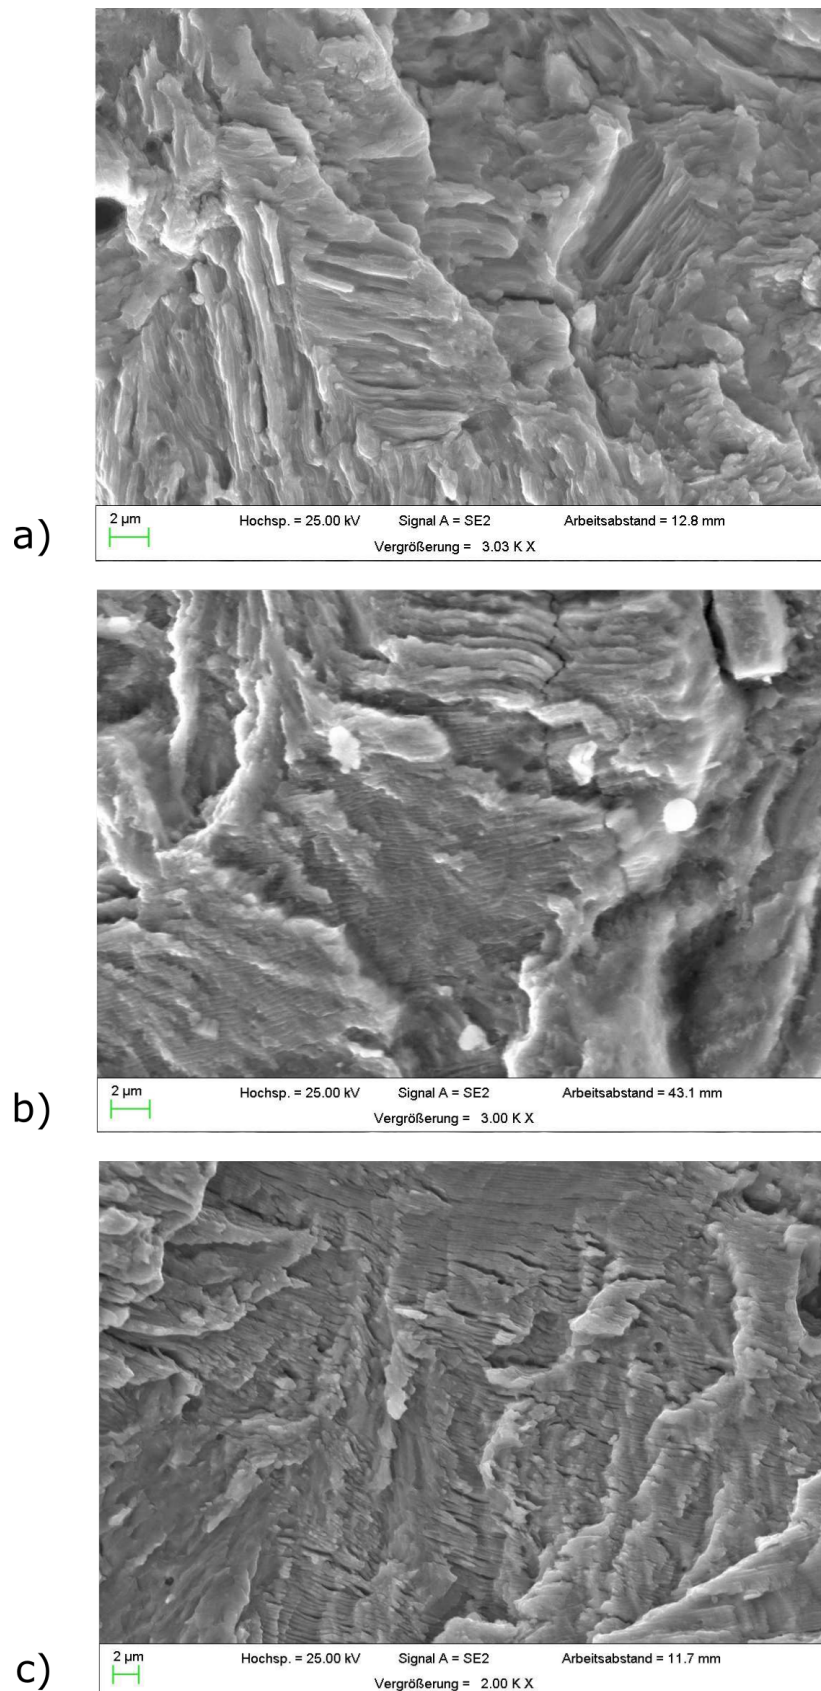 2 µm Hochsp. = 25.00 kV Signal A = SE2 Arbeitsabstand = 12.8 mm
a)
Vergrößerung = 3.03 K X
2 µm Hochsp. = 25.00 kV Signal A = SE2 Arbeitsabstand = 43.1 mm
b)
Vergrößerung = 3.00 K X
2 µm Hochsp. = 25.00 kV Signal A = SE2 Arbeitsabstand = 11.7 mm
c)
Vergrößerung = 2.00 K X